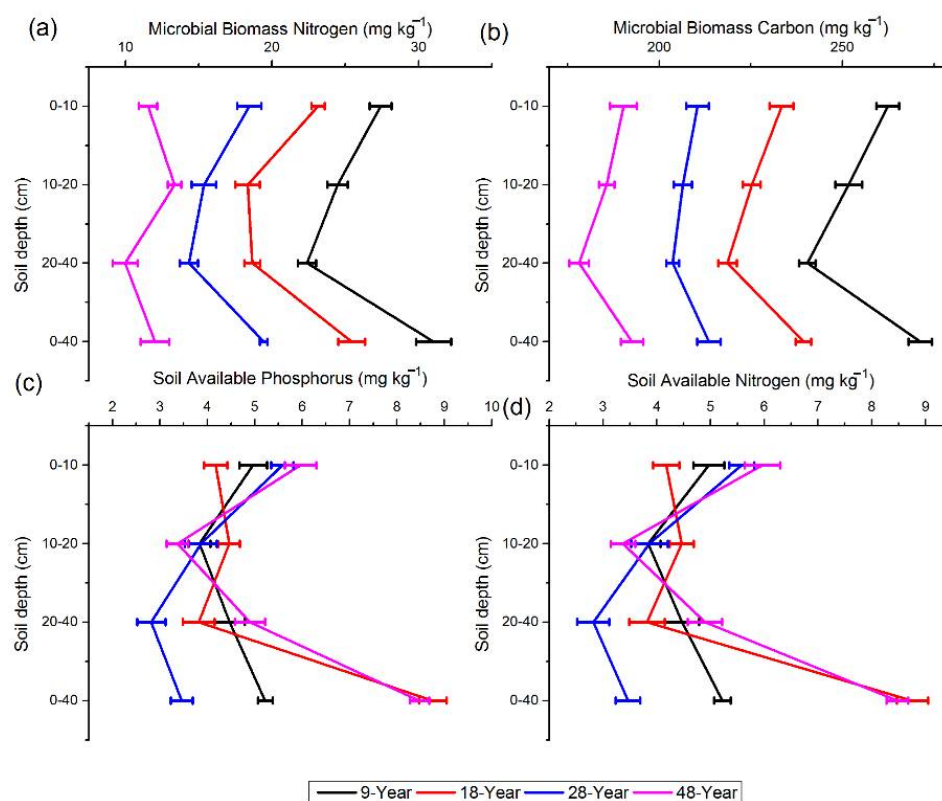 (a) Microbial Biomass Nitrogen (mg kg⁻¹)
10 20 30
Soil depth (cm)
0-10
10-20
20-40
0-40
(b) Microbial Biomass Carbon (mg kg⁻¹)
200 250
Soil depth (cm)
0-10
10-20
20-40
0-40
(c) Soil Available Phosphorus (mg kg⁻¹)
2 3 4 5 6 7 8 9 10
Soil depth (cm)
0-10
10-20
20-40
0-40
(d) Soil Available Nitrogen (mg kg⁻¹)
2 3 4 5 6 7 8 9
Soil depth (cm)
0-10
10-20
20-40
0-40
9-Year 18-Year 28-Year 48-Year